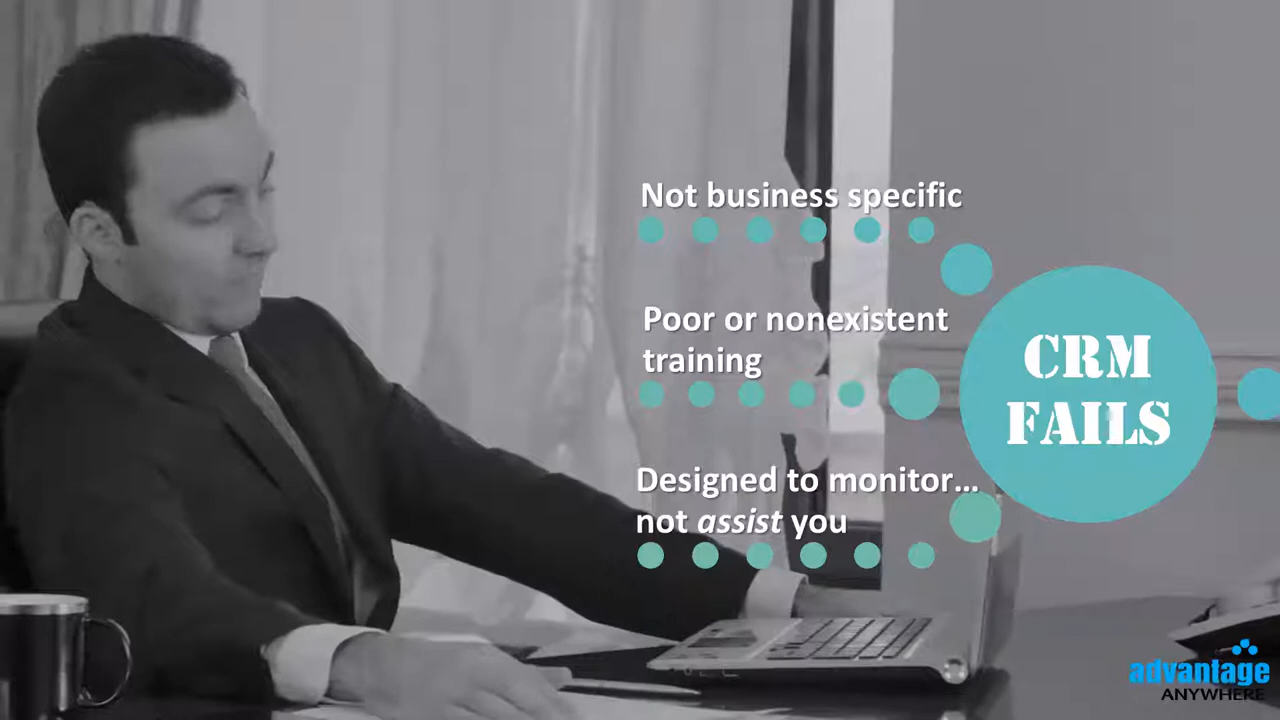 Not business specific
Poor or nonexistent
training
Designed to monitor...
not assist you
CRM
FAILS
advantage
ANYWHERE